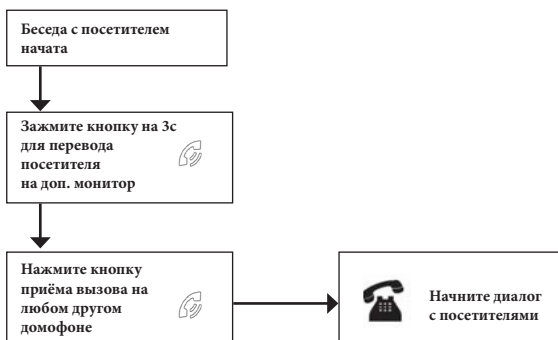 Беседа с посетителем
начата
Зажмите кнопку на 3с
для перевода
посетителя
на доп. монитор
Нажмите кнопку
приёма вызова на
любом другом
домофоне
Начните диалог
с посетителями